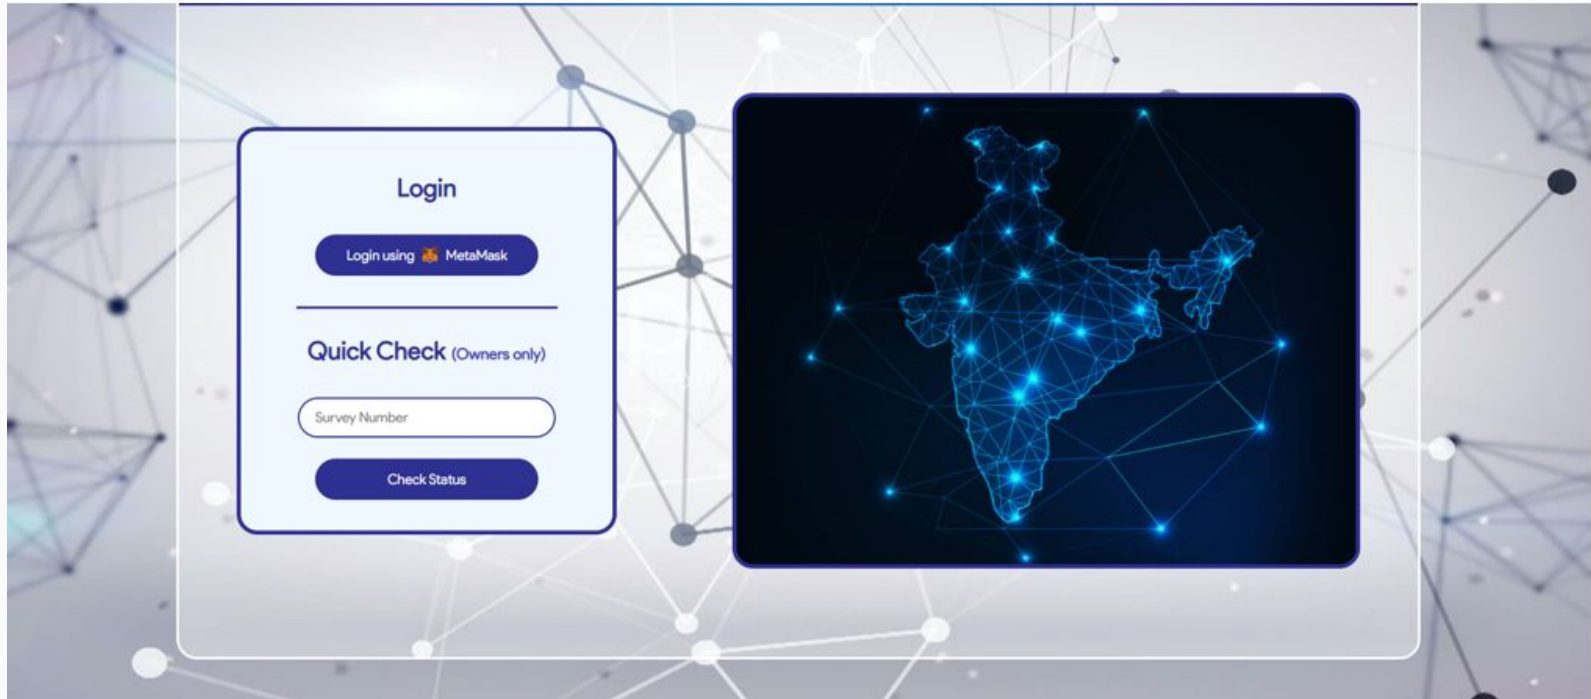 Login
Login using MetaMask
Quick Check (Owners only)
Survey Number
Check Status